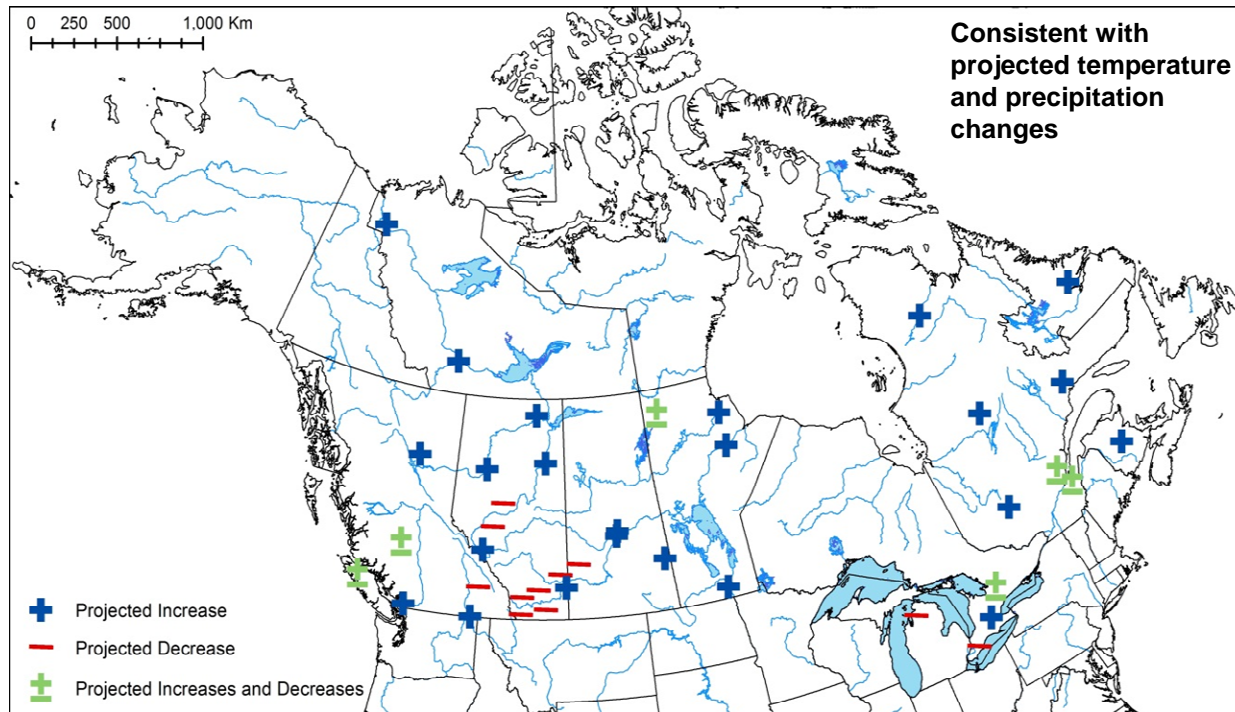 0 250 500 1,000 Km
Consistent with
projected temperature
and precipitation
changes
Projected Increase
Projected Decrease
Projected Increases and Decreases